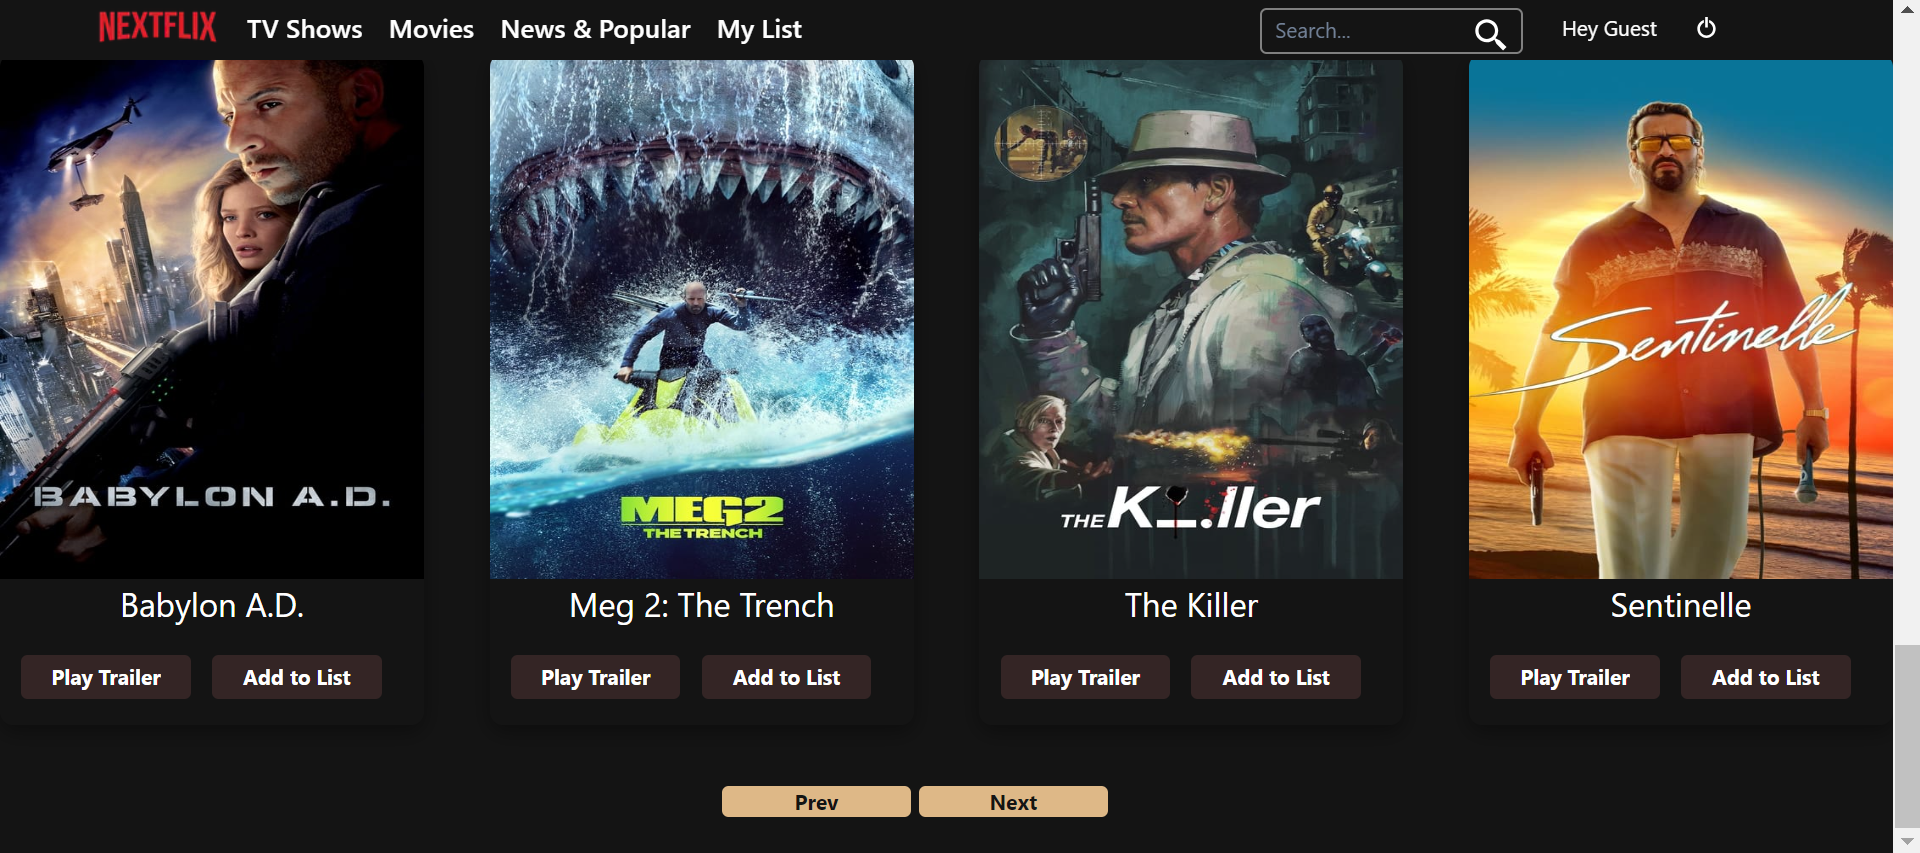 NEXTFLIX TV Shows Movies News & Popular My List Search... Hey Guest
BABYLON A.D.
MEG2
THE TRENCH
THE K_.ller
Sentinelle
Babylon A.D. Meg 2: The Trench The Killer Sentinelle
Play Trailer Add to List Play Trailer Add to List Play Trailer Add to List Play Trailer Add to List
Prev Next